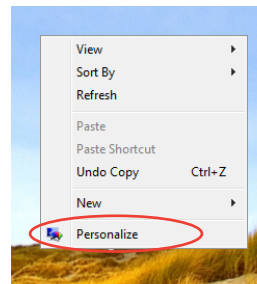 View
Sort By
Refresh
Paste
Paste Shortcut
Undo Copy Ctrl+Z
New
Personalize